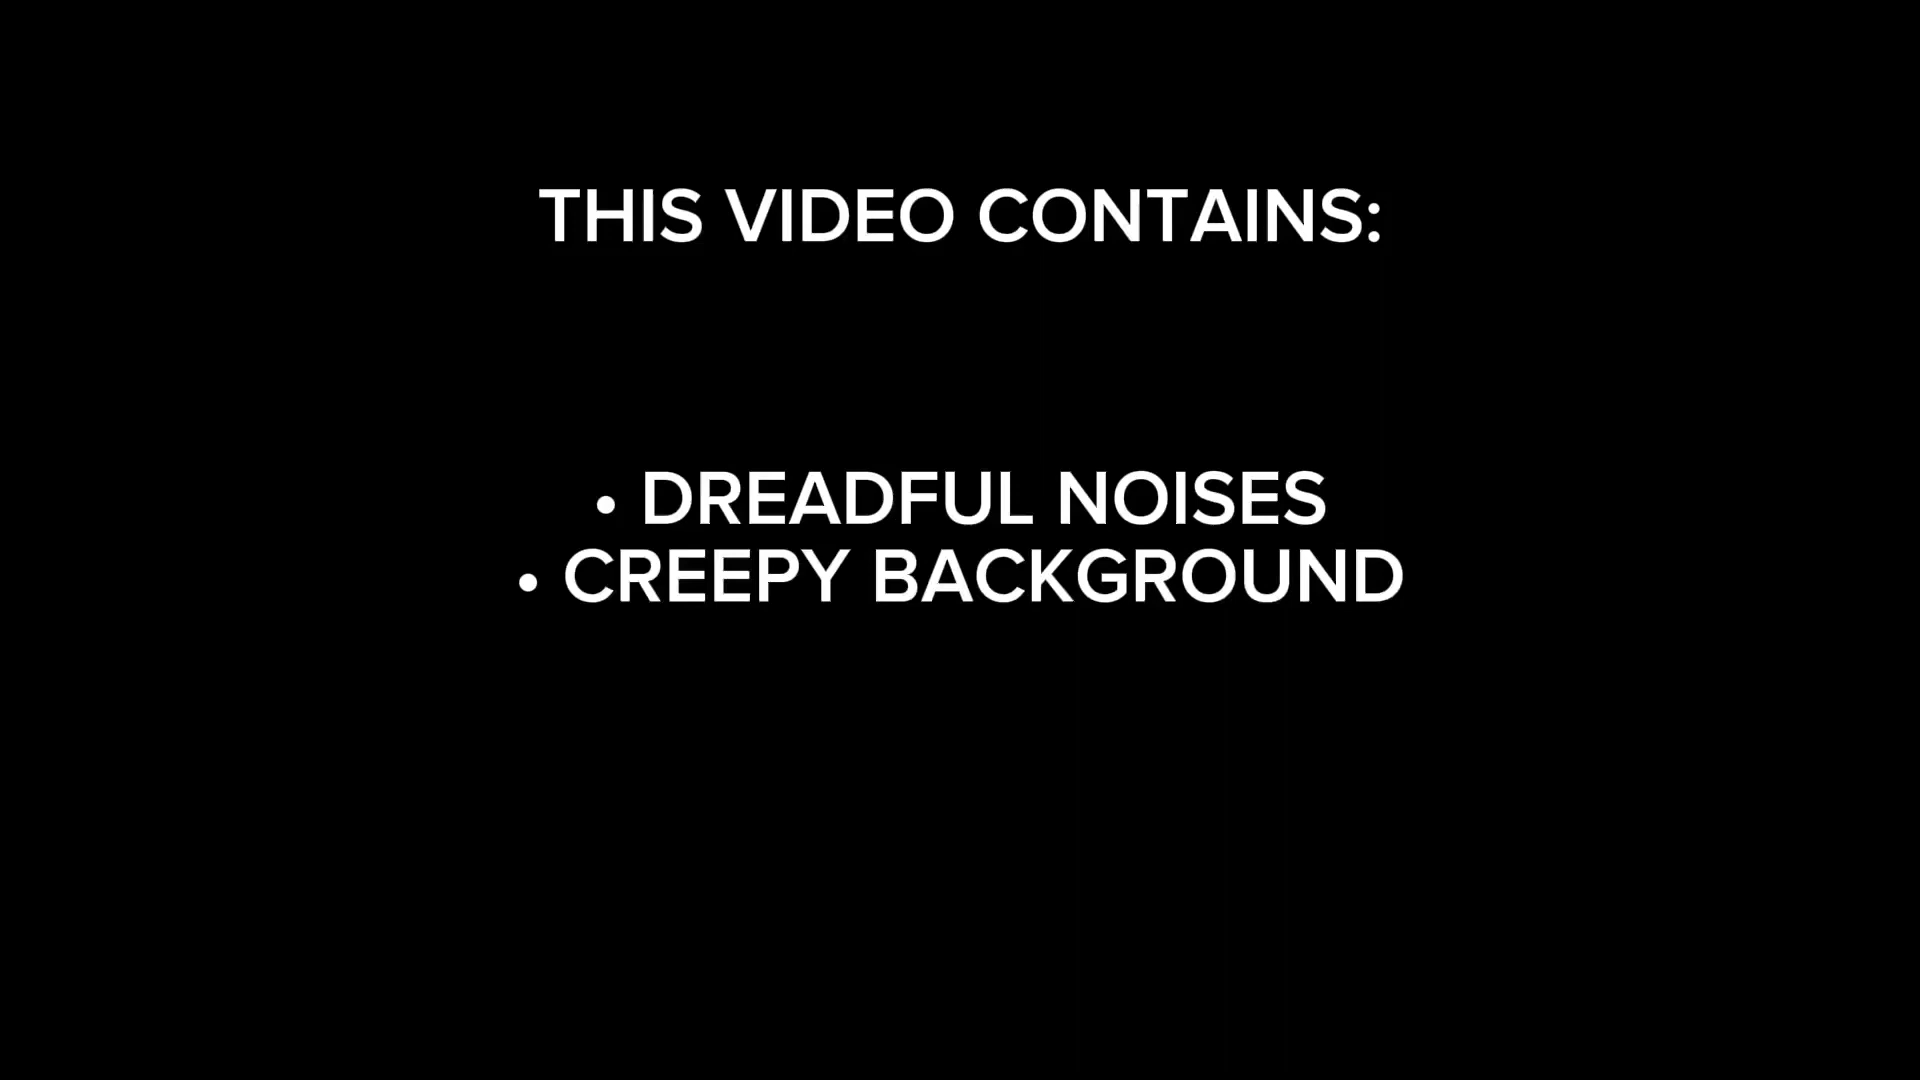 THIS VIDEO CONTAINS:
• DREADFUL NOISES
• CREEPY BACKGROUND